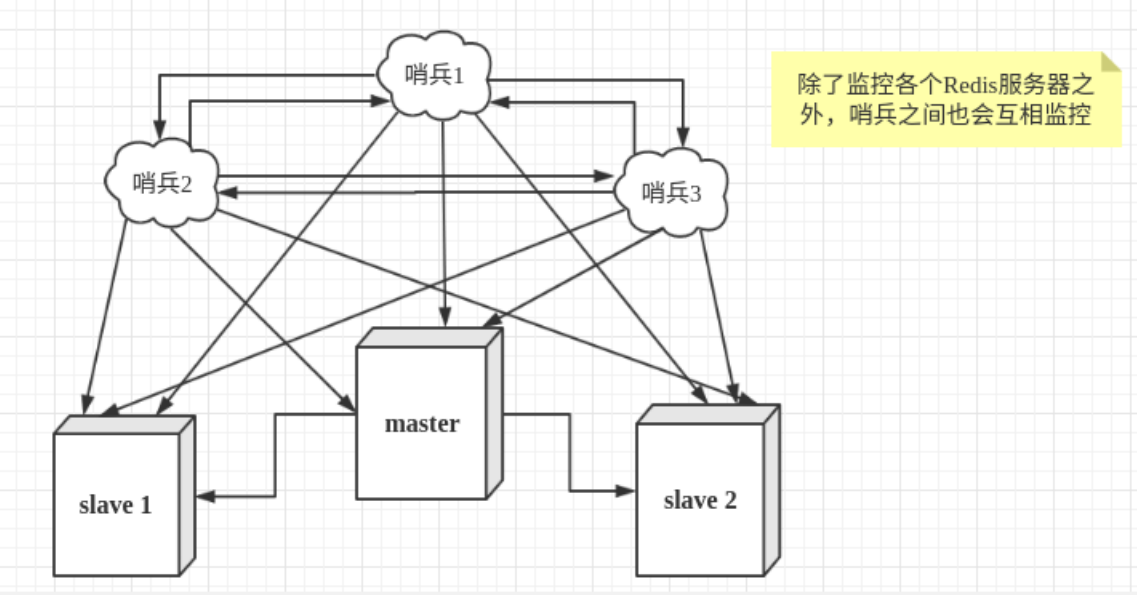 哨兵1
除了监控各个Redis服务器之
外，哨兵之间也会互相监控
哨兵2
哨兵3
master
slave 1
slave 2